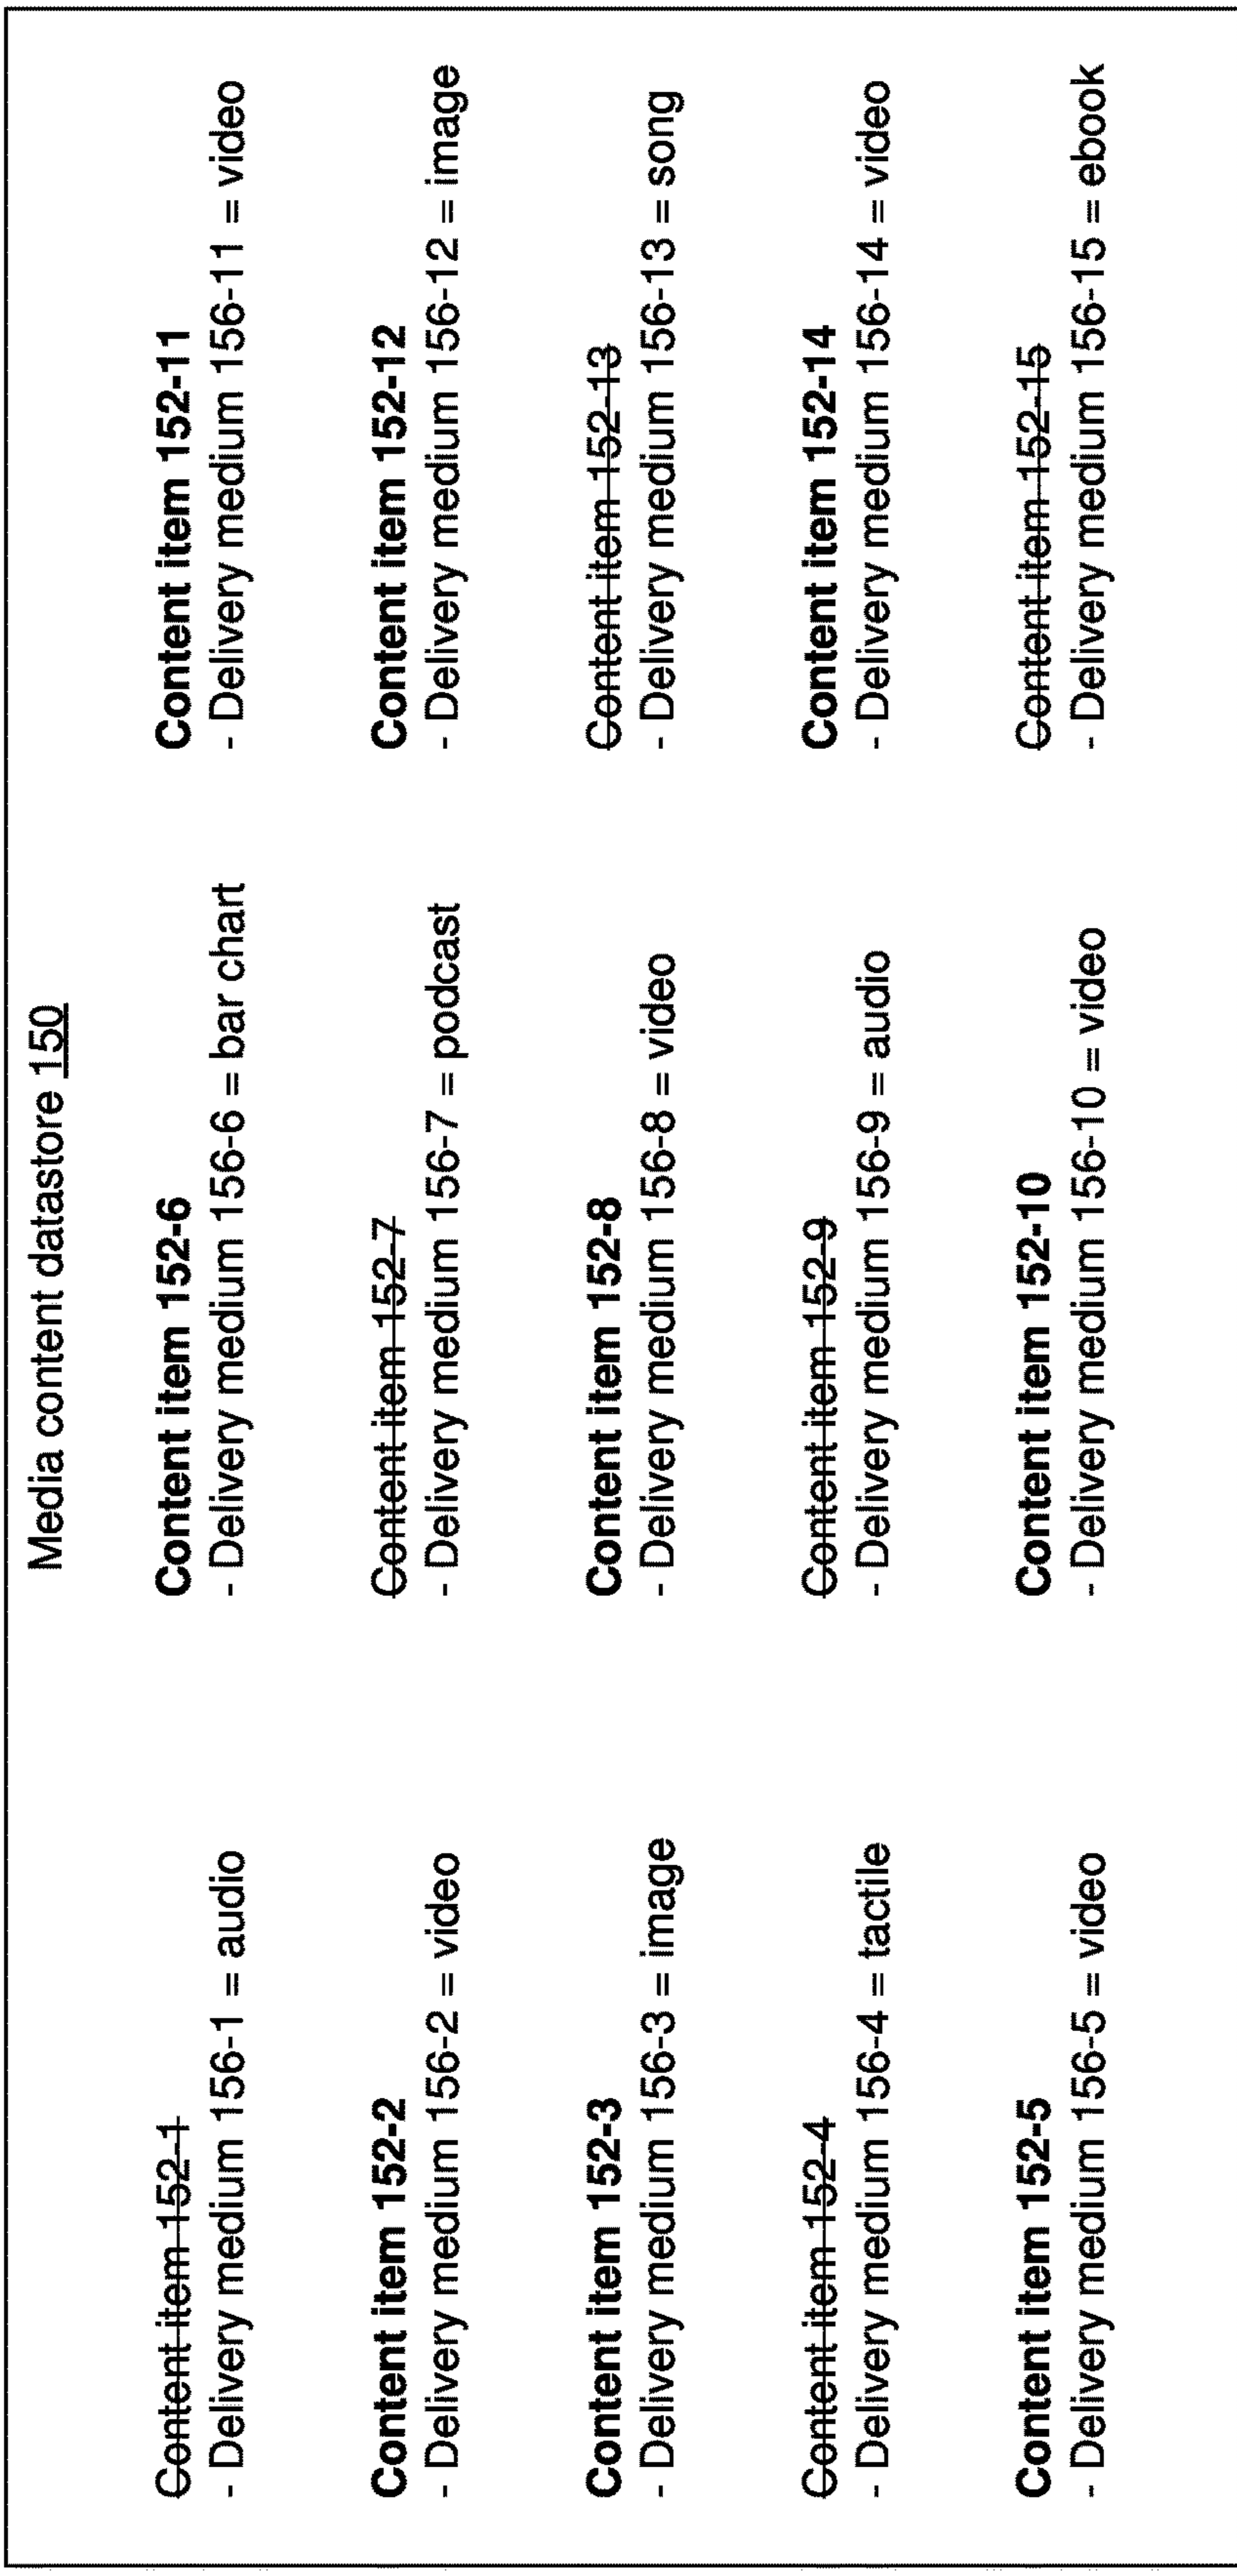 Media content datastore 150
Content item 152-1
- Delivery medium 156-1 = audio
Content item 152-2
- Delivery medium 156-2 = video
Content item 152-3
- Delivery medium 156-3 = image
Content item 152-4
- Delivery medium 156-4 = tactile
Content item 152-5
- Delivery medium 156-5 = video
Content item 152-6
- Delivery medium 156-6 = bar chart
Content item 152-7
- Delivery medium 156-7 = podcast
Content item 152-8
- Delivery medium 156-8 = video
Content item 152-9
- Delivery medium 156-9 = audio
Content item 152-10
- Delivery medium 156-10 = video
Content item 152-11
- Delivery medium 156-11 = video
Content item 152-12
- Delivery medium 156-12 = image
Content item 152-13
- Delivery medium 156-13 = song
Content item 152-14
- Delivery medium 156-14 = video
Content item 152-15
- Delivery medium 156-15 = ebook